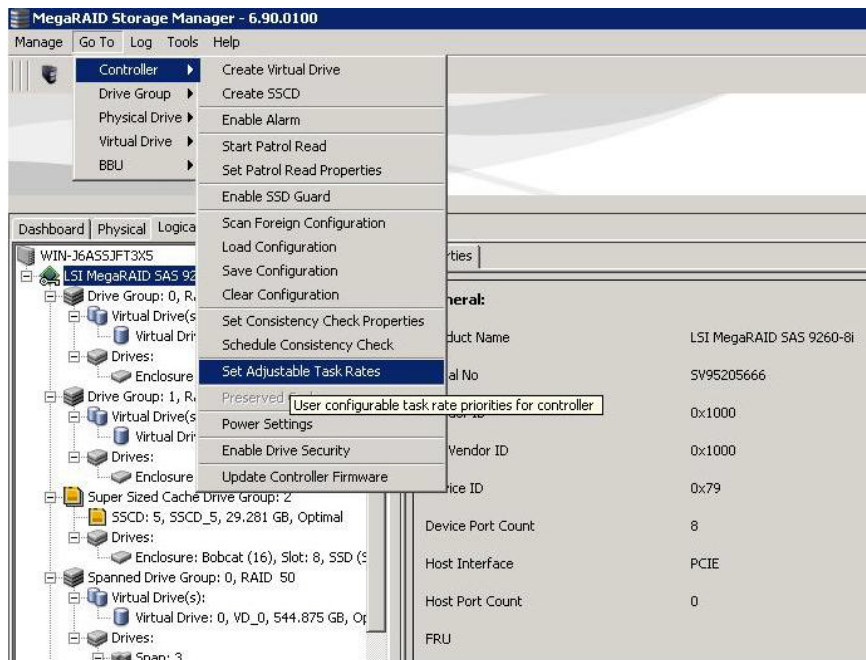 MegaRAID Storage Manager - 6.90.0100
Manage Go To Log Tools Help
Controller
Drive Group
Physical Drive
Virtual Drive
BBU
Create Virtual Drive
Create SSCD
Enable Alarm
Start Patrol Read
Set Patrol Read Properties
Enable SSD Guard
Scan Foreign Configuration
Load Configuration
Save Configuration
Clear Configuration
Set Consistency Check Properties
Schedule Consistency Check
Set Adjustable Task Rates
Preserved
User configurable task rate priorities for controller
Power Settings
Enable Drive Security
Update Controller Firmware
Dashboard Physical Logica
WIN-J6ASSJFT3X5
LSI MegaRAID SAS 92
Drive Group: 0, R
Virtual Drive(s
Virtual Dri
Drives:
Enclosure
Drive Group: 1, R
Virtual Drive(s
Virtual Dri
Drives:
Enclosure
Super Sized Cache Drive Group: 2
SSCD: 5, SSCD_5, 29.281 GB, Optimal
Drives:
Enclosure: Bobcat (16), Slot: 8, SSD (S
Spanned Drive Group: 0, RAID 50
Virtual Drive(s):
Virtual Drive: 0, VD_0, 544.875 GB, Op
Drives:
Span: 3
rties
neral:
duct Name LSI MegaRAID SAS 9260-8i
al No SV95205666
0x1000
Vendor ID 0x1000
ice ID 0x79
Device Port Count 8
Host Interface PCIE
Host Port Count 0
FRU